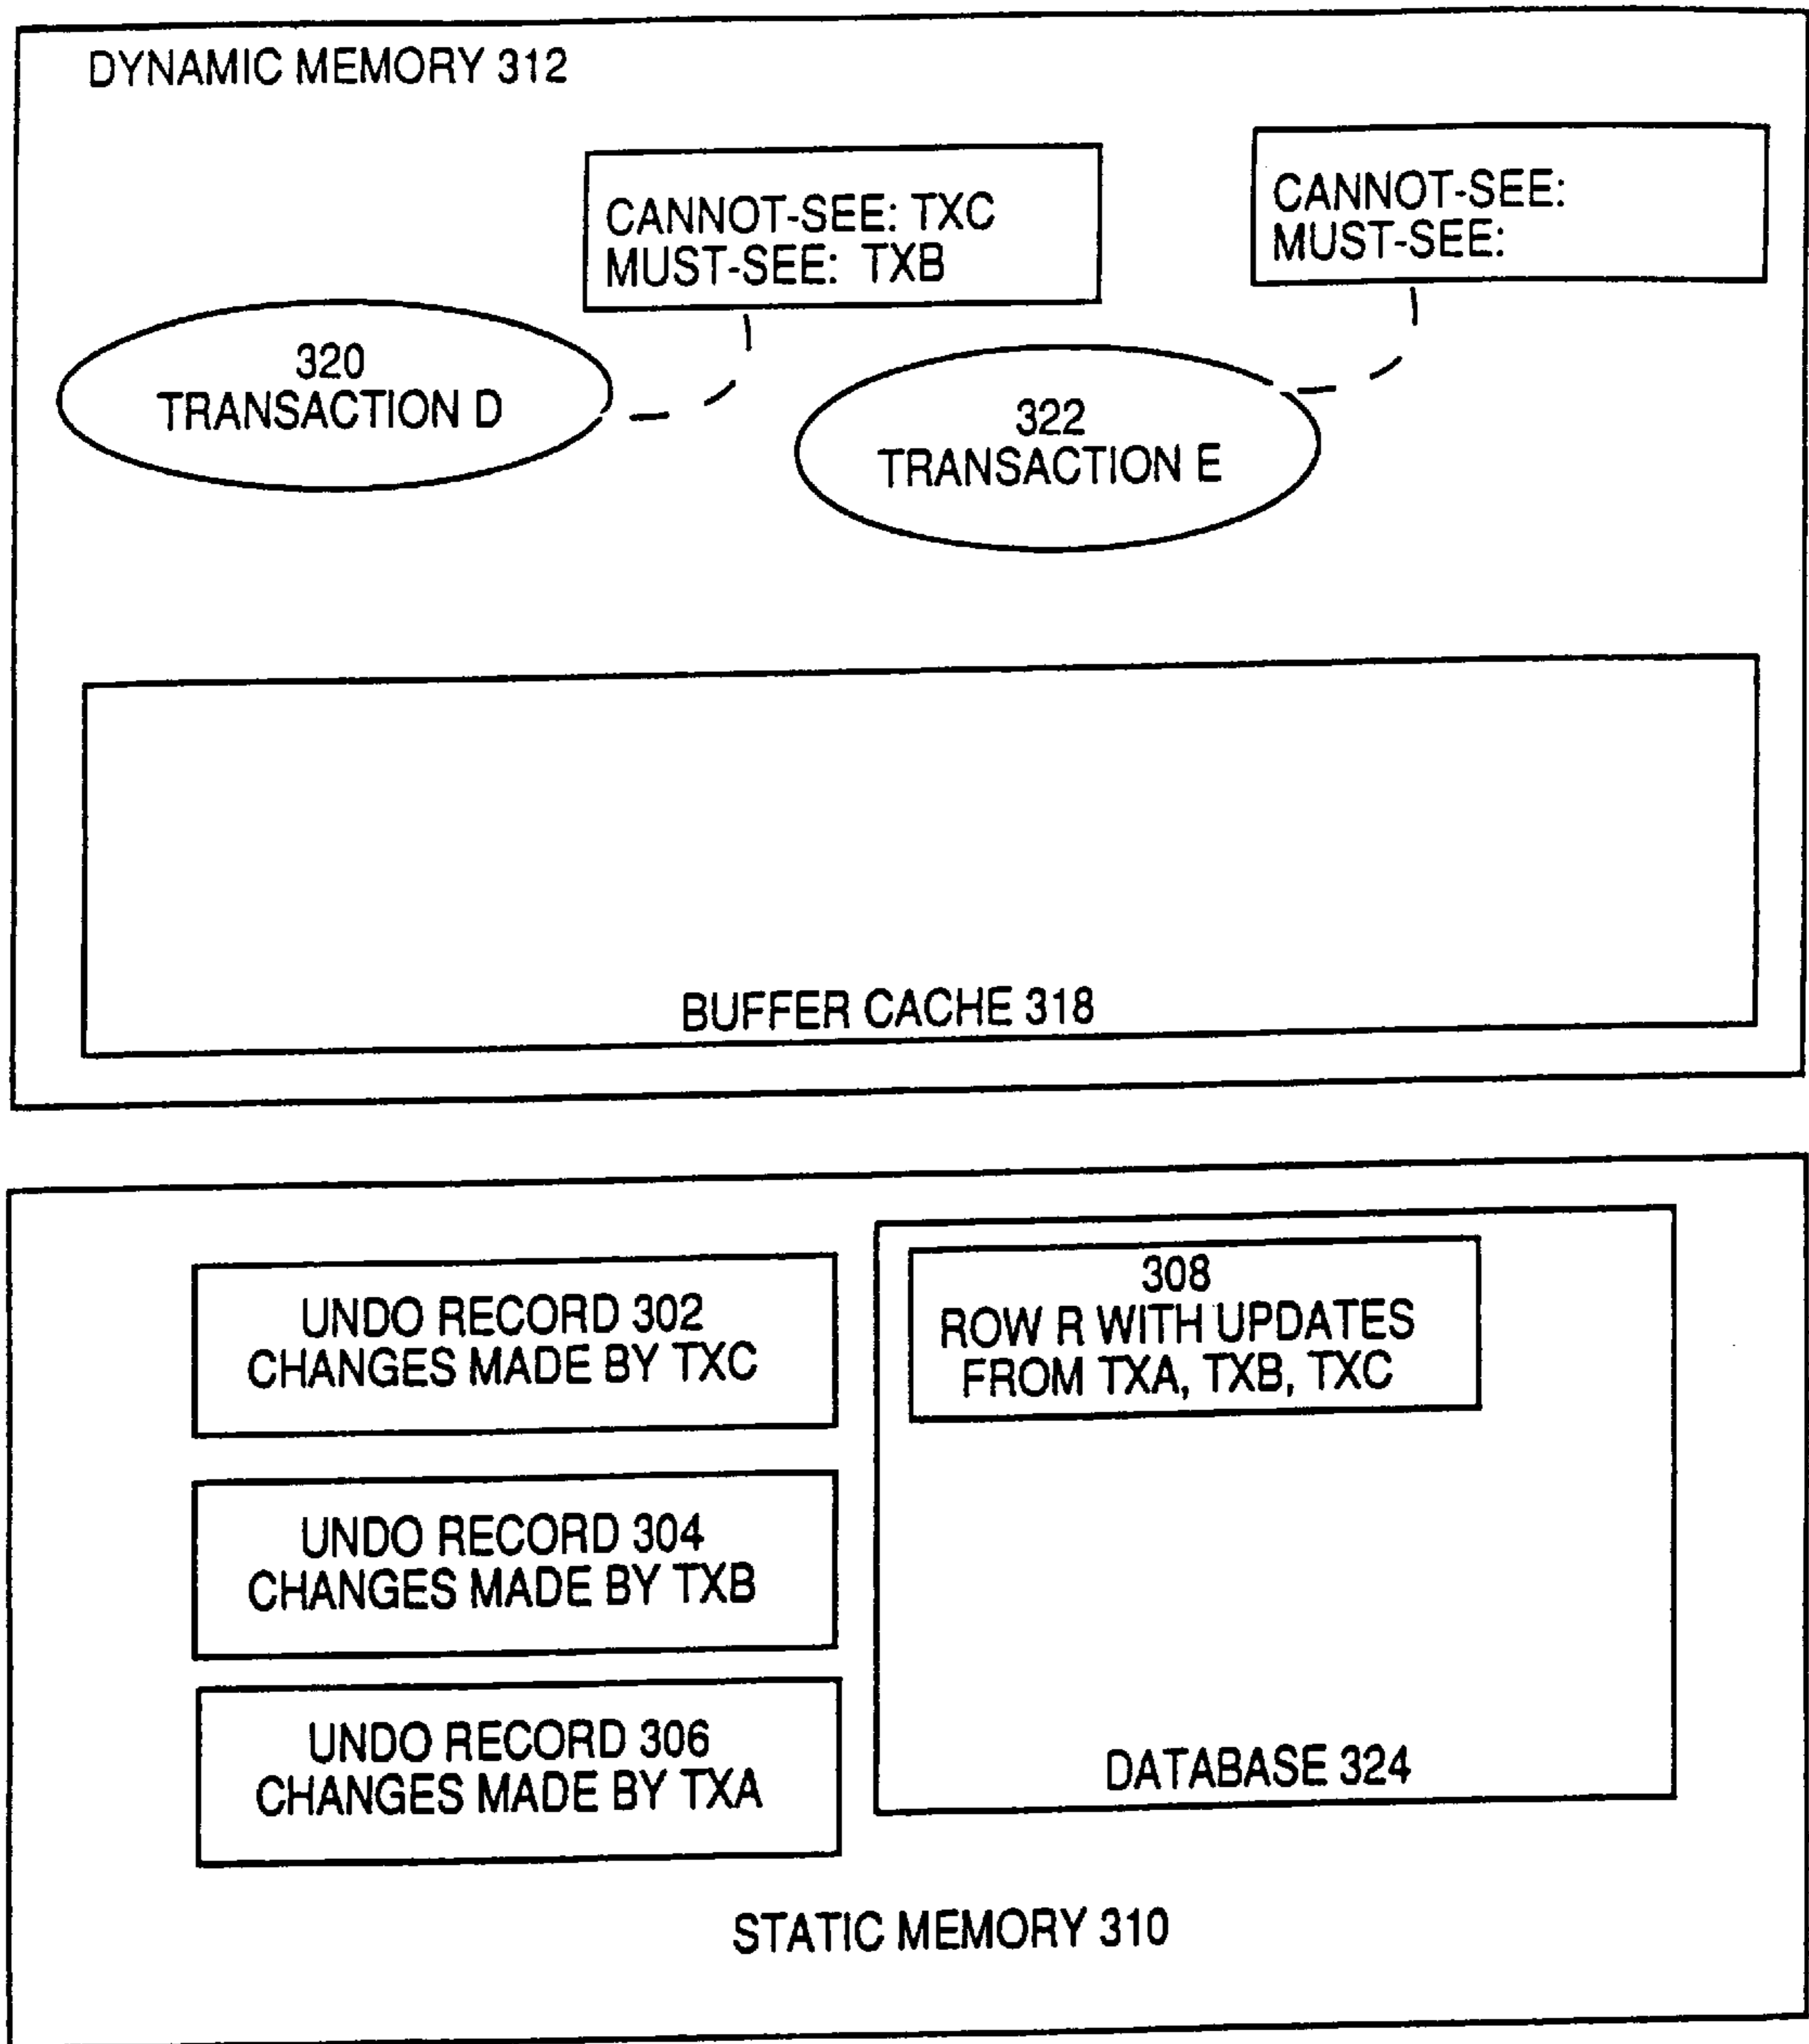 DYNAMIC MEMORY 312
CANNOT-SEE: TXC
MUST-SEE: TXB
CANNOT-SEE:
MUST-SEE:
320
TRANSACTION D
322
TRANSACTION E
BUFFER CACHE 318
UNDO RECORD 302
CHANGES MADE BY TXC
UNDO RECORD 304
CHANGES MADE BY TXB
UNDO RECORD 306
CHANGES MADE BY TXA
308
ROW R WITH UPDATES
FROM TXA, TXB, TXC
DATABASE 324
STATIC MEMORY 310